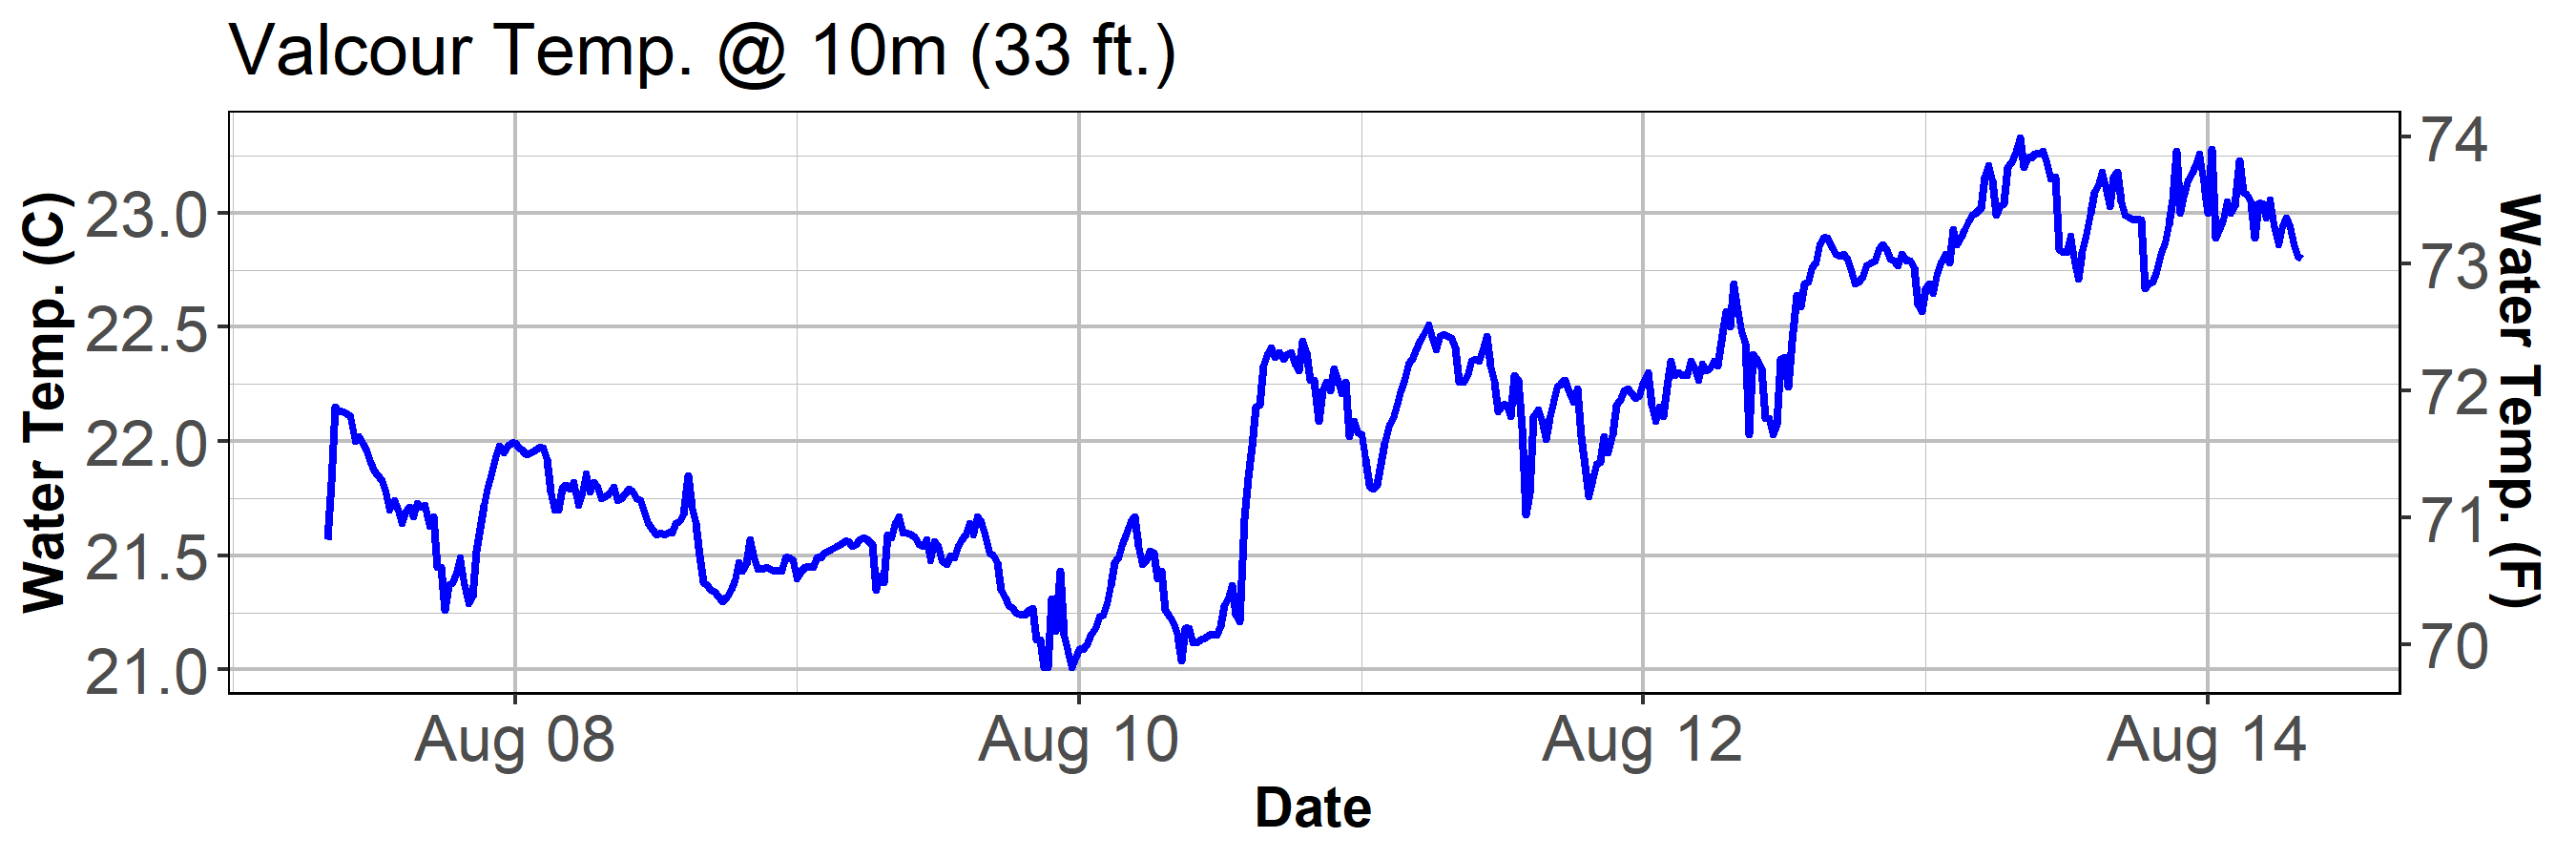 Valcour Temp. @ 10m (33 ft.)
Water Temp. (C)
23.0
22.5
22.0
21.5
21.0
74
73
72
71
70
Water Temp. (F)
Aug 08
Aug 10
Aug 12
Aug 14
Date